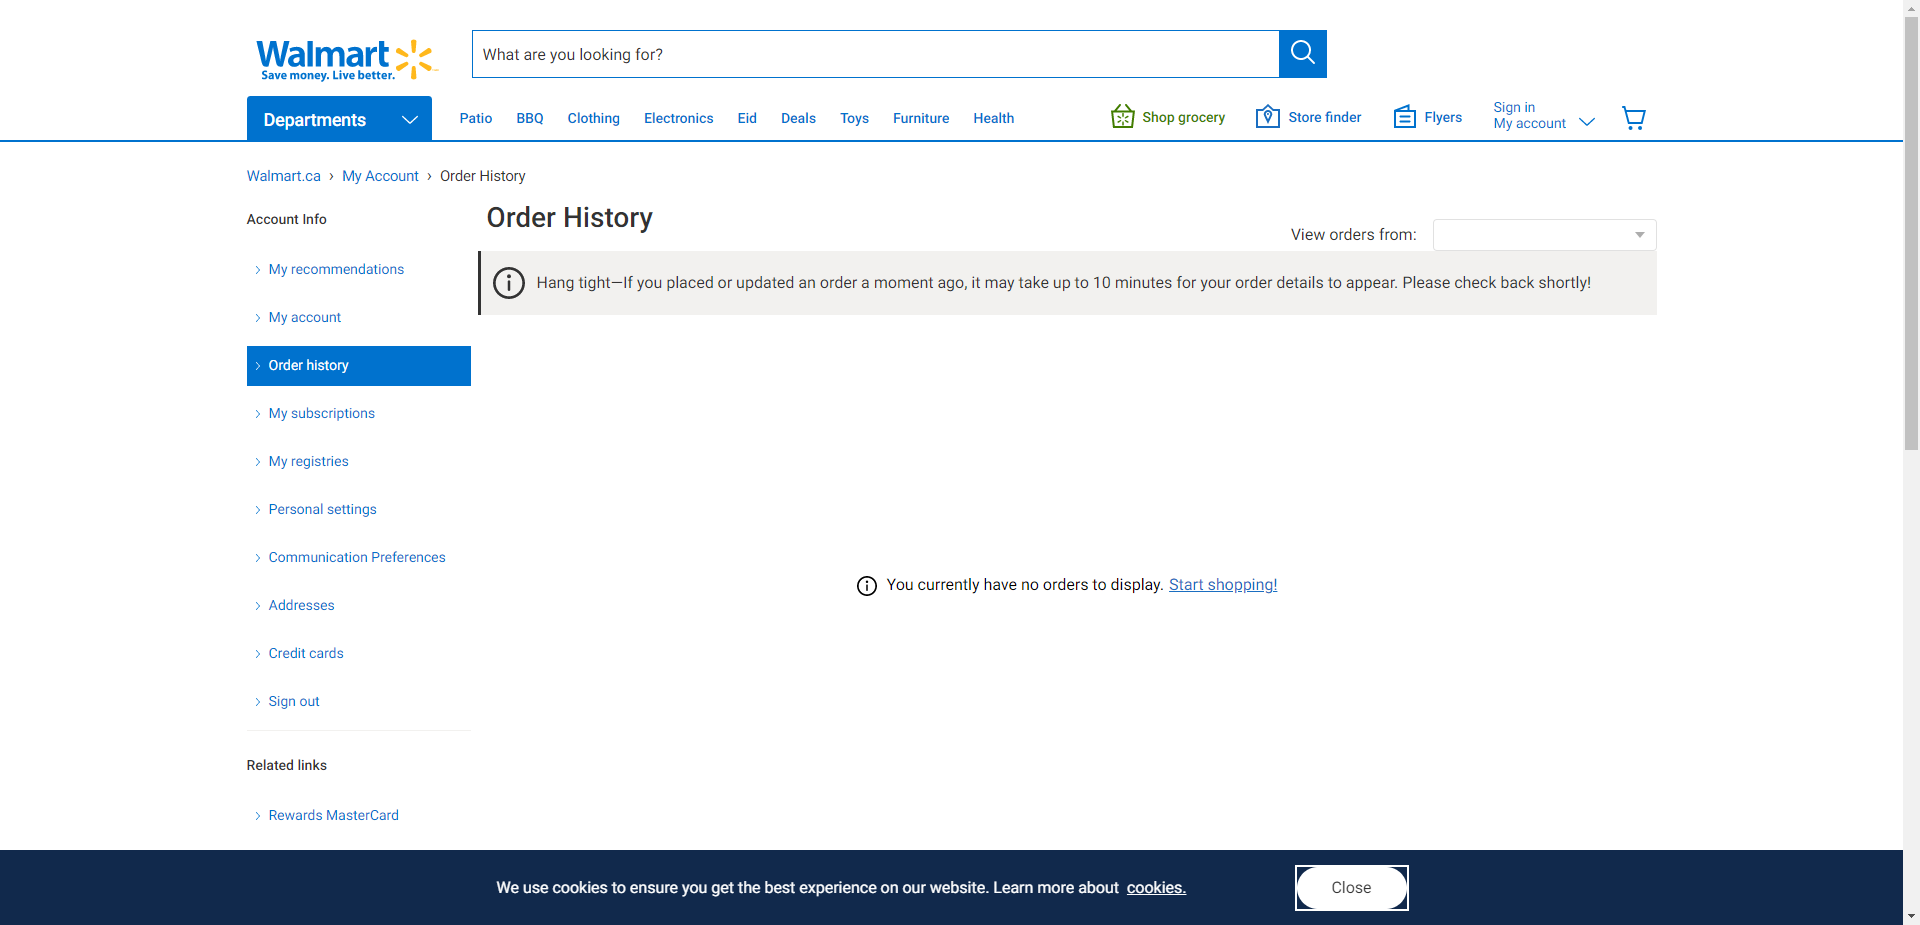 Walmart
Save money. Live better.
What are you looking for?
Departments
Patio
BBQ
Clothing
Electronics
Eid
Deals
Toys
Furniture
Health
Shop grocery
Store finder
Flyers
Sign in
My account
Walmart.ca › My Account › Order History
Account Info
My recommendations
My account
Order history
My subscriptions
My registries
Personal settings
Communication Preferences
Addresses
Credit cards
Sign out
Related links
Rewards MasterCard
Order History
View orders from:
Hang tight—If you placed or updated an order a moment ago, it may take up to 10 minutes for your order details to appear. Please check back shortly!
You currently have no orders to display. Start shopping!
We use cookies to ensure you get the best experience on our website. Learn more about cookies.
Close